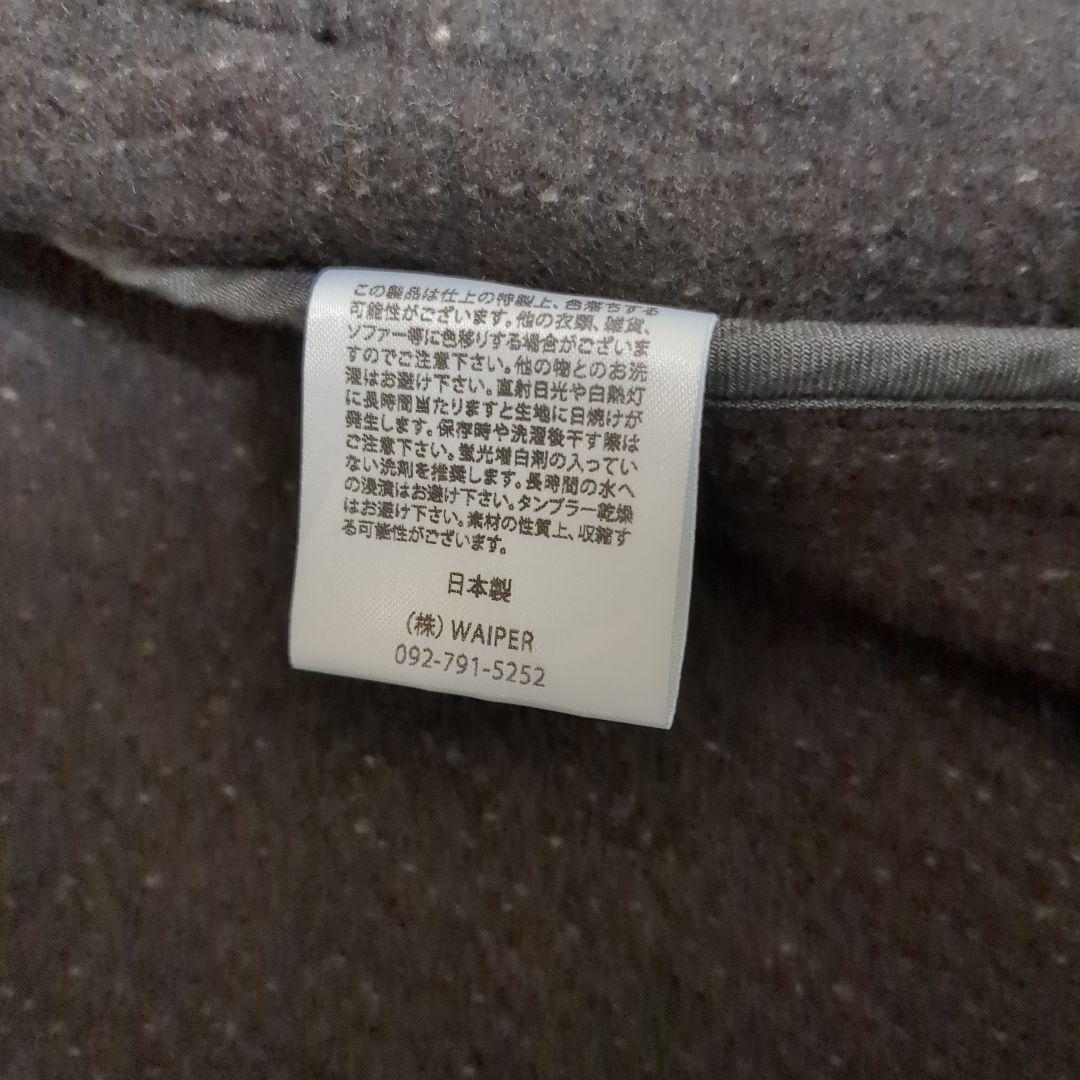 この製品は仕上の特製上、色落ちする
可能性がございます。他の衣類、雑貨、
ソファー等に色移りする場合がございま
すのでご注意下さい。他の物とのお洗
濯はお避け下さい。直射日光や白熱灯
に長時間当たりますと生地に日焼けが
発生します。保存時や洗濯後干す際は
ご注意下さい。蛍光増白剤の入ってい
ない洗剤を推奨します。長時間の水へ
の浸漬はお避け下さい。タンブラー乾燥
はお避け下さい。素材の性質上、収縮す
る可能性がございます。
日本製
（株）WAIPER
092-791-5252